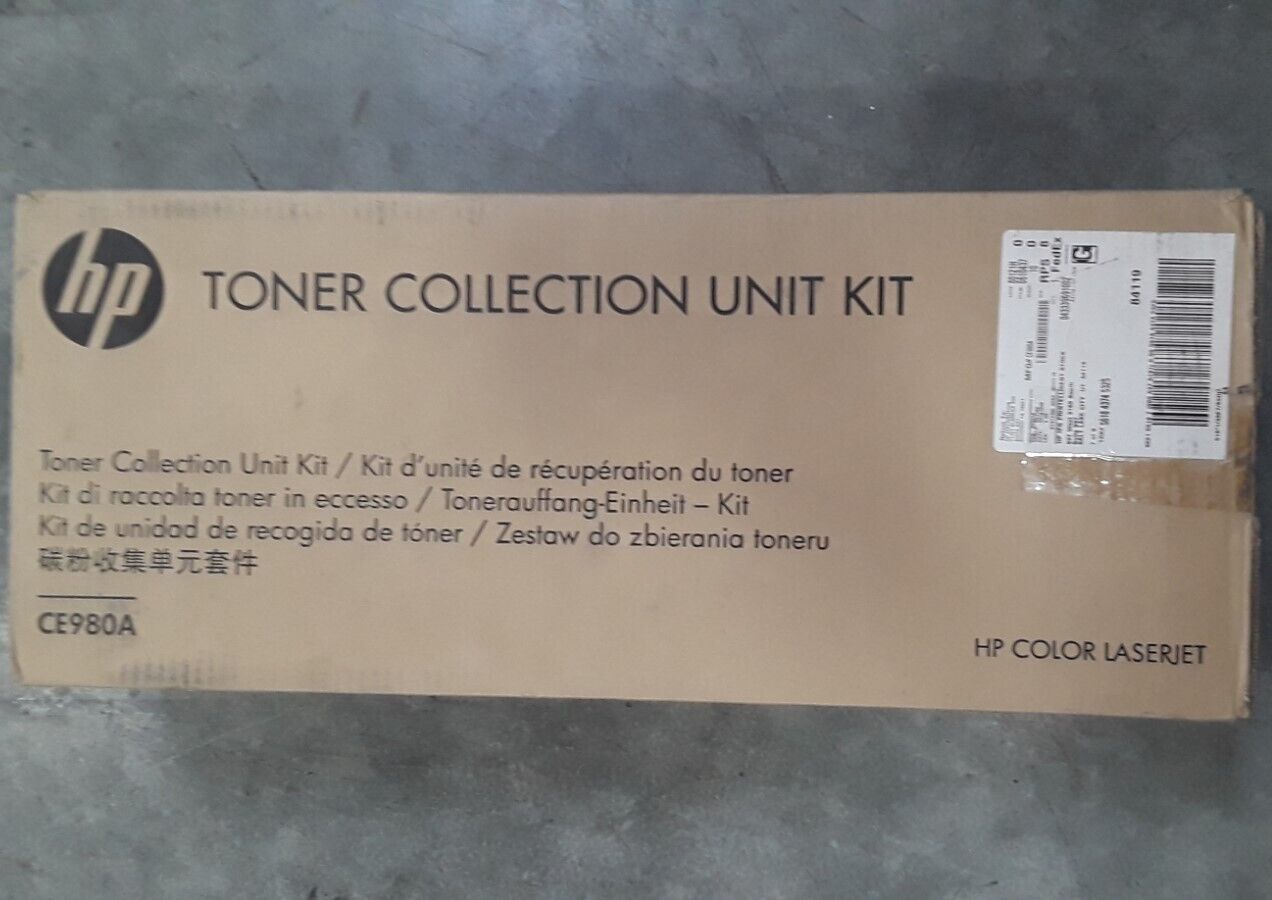 hp
TONER COLLECTION UNIT KIT
Toner Collection Unit Kit / Kit d'unité de récupération du toner
Kit di raccolta toner in eccesso / Tonerauffang-Einheit – Kit
Kit de unidad de recogida de tóner / Zestaw do zbierania toneru
碳粉收集单元套件
CE980A
HP COLOR LASERJET
FedEx
G
84119